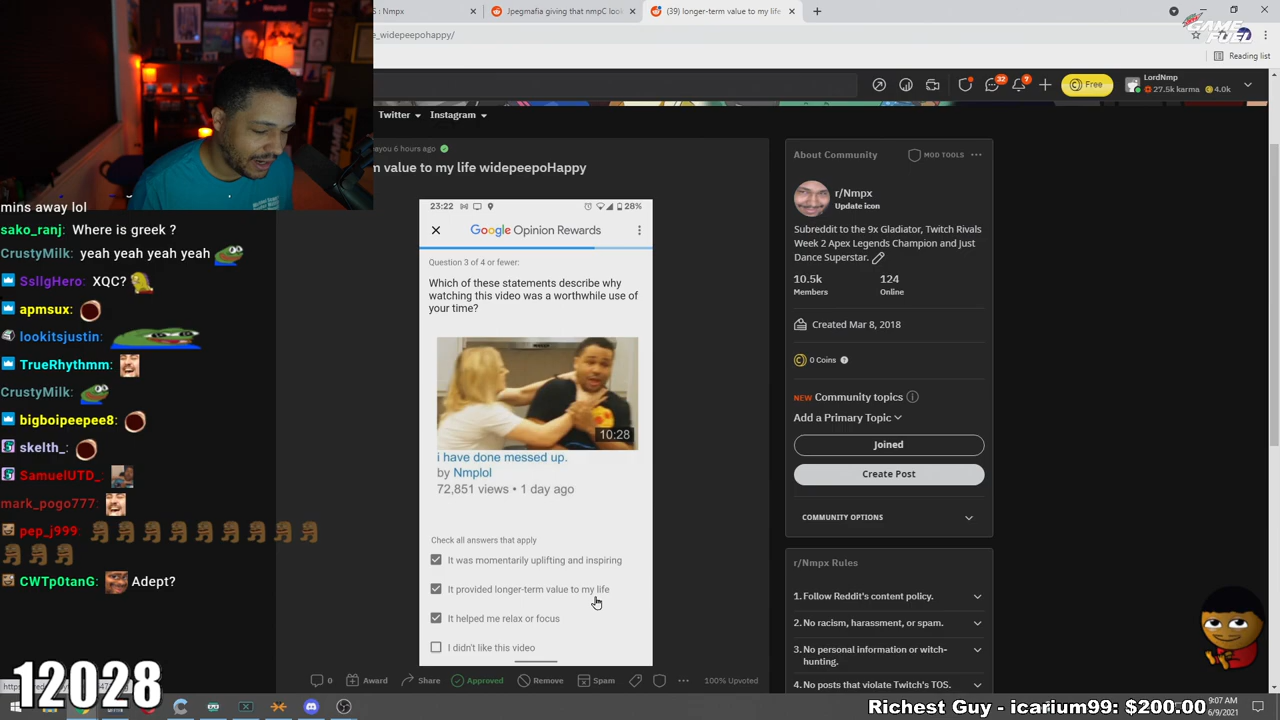 : Nmpx
Jpepegahappy that nmpC look
(39) longer-term value to my life
GAME FUEL
e_widepeepohappy/
Reading list
32
7
Free
LordNmp
27.5k karma
4.0k
Twitter
Instagram
mins away lol
sako_ranj: Where is greek ?
CrustyMilk: yeah yeah yeah yeah
SsllgHero: XQC?
apmsux:
lookitsjustin:
TrueRhythmm:
CrustyMilk:
bigboipeepee8:
skelth_:
SamuelUTD_:
mark_pogo777:
pep_j999:
CWTp0tanG: Adept?
12028
you 6 hours ago
m value to my life widepeepoHappy
23:22
28%
Google Opinion Rewards
Question 3 of 4 or fewer:
Which of these statements describe why
watching this video was a worthwhile use of
your time?
10:28
i have done messed up.
by Nmplol
72,851 views • 1 day ago
Check all answers that apply
It was momentarily uplifting and inspiring
It provided longer-term value to my life
It helped me relax or focus
I didn't like this video
0
Award
Share
Approved
Remove
Spam
100% Upvoted
About Community
MOD TOOLS
r/Nmpx
Update icon
Subreddit to the 9x Gladiator, Twitch Rivals
Week 2 Apex Legends Champion and Just
Dance Superstar.
10.5k
Members
124
Online
Created Mar 8, 2018
0 Coins
NEW Community topics
Add a Primary Topic
Joined
Create Post
COMMUNITY OPTIONS
r/Nmpx Rules
1. Follow Reddit's content policy.
2. No racism, harassment, or spam.
3. No personal information or witch-
hunting.
4. No posts that violate Twitch's TOS.
Richest Guy - icarium99: $200.00
9:07 AM
6/9/2021